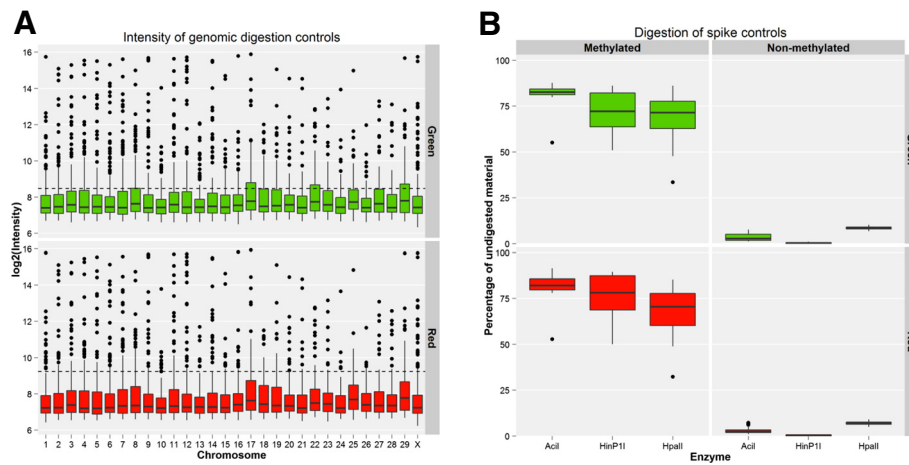 A
Intensity of genomic digestion controls
16
14
12
10
8
6
Green
log2(Intensity)
16
14
12
10
8
6
Red
1 2 3 4 5 6 7 8 9 10 11 12 13 14 15 16 17 18 19 20 21 22 23 24 25 26 27 28 29 X
Chromosome
B
Digestion of spike controls
Methylated Non-methylated
100
75
50
25
0
Percentage of undigested material
100
75
50
25
0
AciI HinP1I HpaII AciI HinP1I HpaII
Enzyme